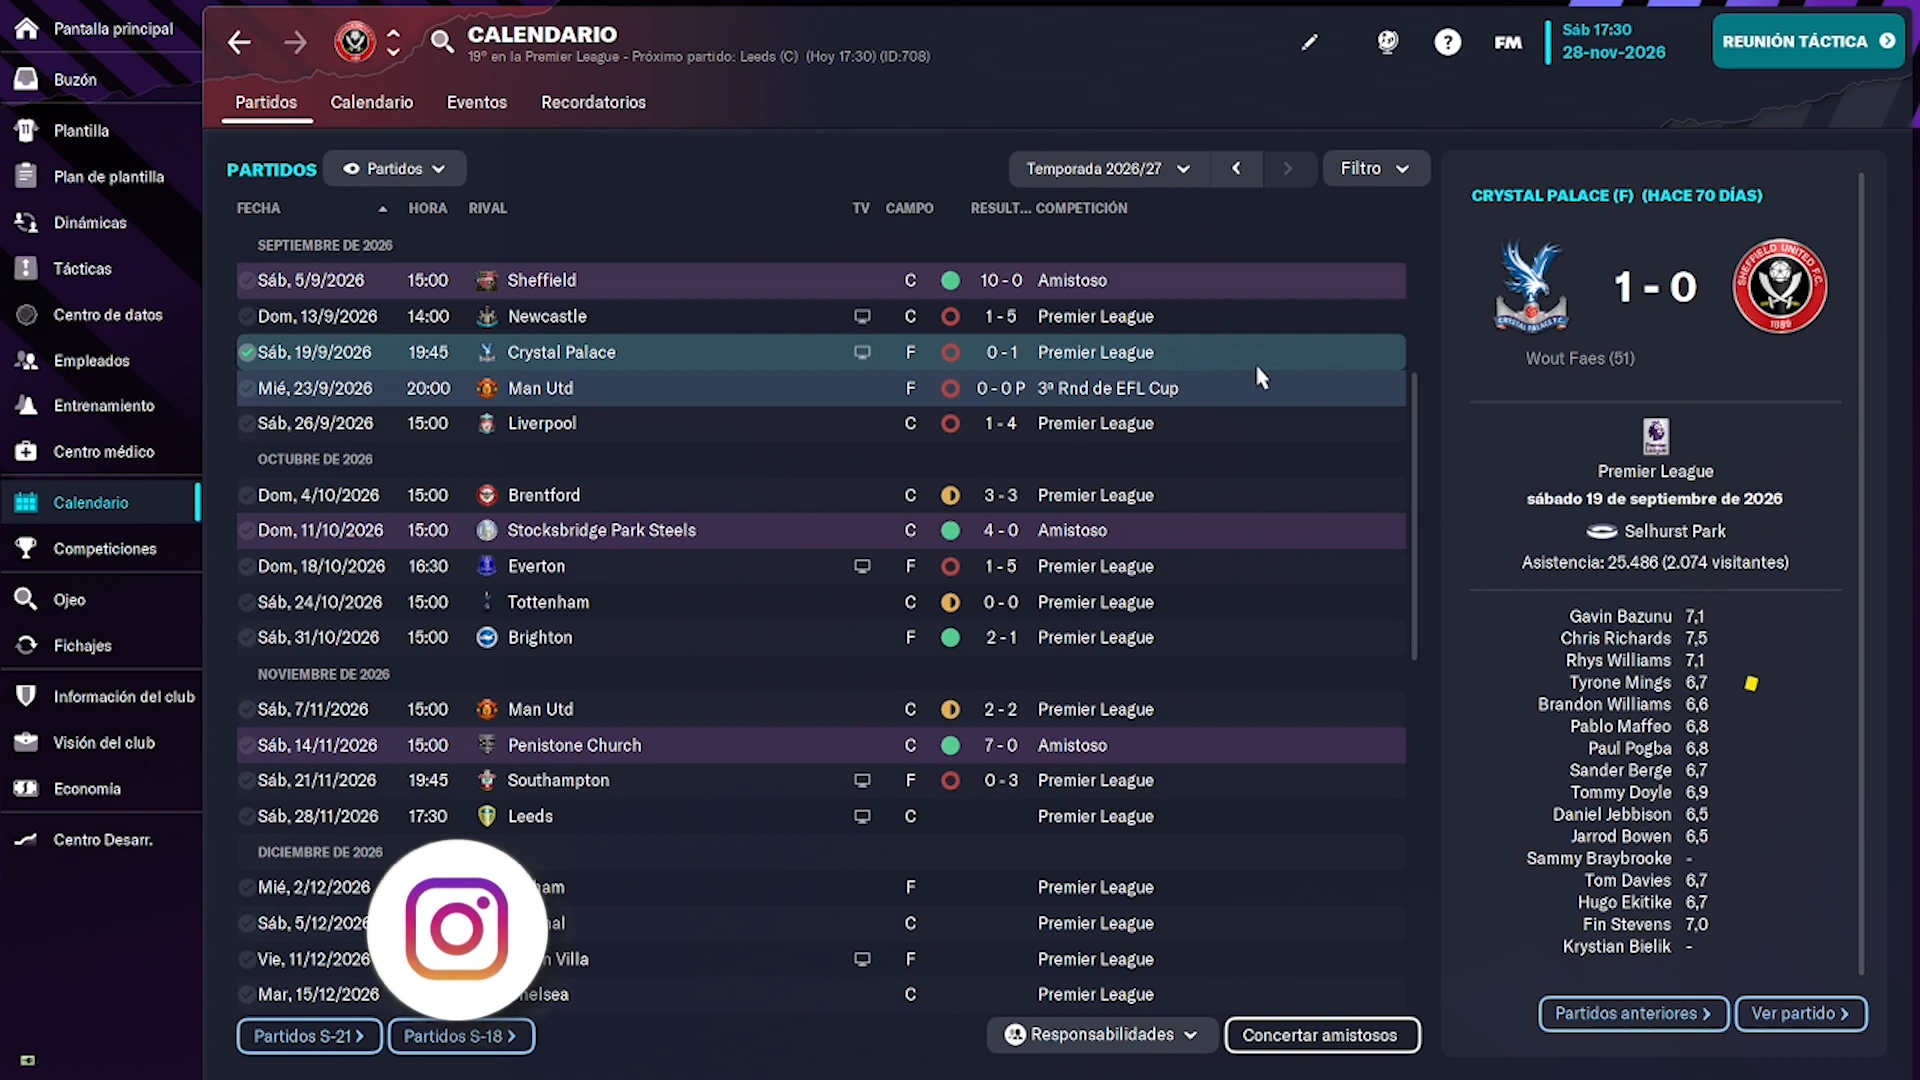 Pantalla principal
Buzón
Plantilla
Plan de plantilla
Dinámicas
Tácticas
Centro de datos
Empleados
Entrenamiento
Centro médico
Calendario
Competiciones
Ojeo
Fichajes
Información del club
Visión del club
Economía
Centro Desarr.
CALENDARIO
19º en la Premier League - Próximo partido: Leeds (C) (Hoy 17:30) (ID:708)
FM
Sáb 17:30
28-nov-2026
REUNIÓN TÁCTICA
Partidos Calendario Eventos Recordatorios
PARTIDOS Partidos Temporada 2026/27 Filtro
FECHA HORA RIVAL TV CAMPO RESULT... COMPETICIÓN
SEPTIEMBRE DE 2026
Sáb, 5/9/2026 15:00 Sheffield C 10 - 0 Amistoso
Dom, 13/9/2026 14:00 Newcastle C 1 - 5 Premier League
Sáb, 19/9/2026 19:45 Crystal Palace F 0 - 1 Premier League
Mié, 23/9/2026 20:00 Man Utd F 0 - 0 P 3ª Rnd de EFL Cup
Sáb, 26/9/2026 15:00 Liverpool C 1 - 4 Premier League
OCTUBRE DE 2026
Dom, 4/10/2026 15:00 Brentford C 3 - 3 Premier League
Dom, 11/10/2026 15:00 Stocksbridge Park Steels C 4 - 0 Amistoso
Dom, 18/10/2026 16:30 Everton F 1 - 5 Premier League
Sáb, 24/10/2026 15:00 Tottenham C 0 - 0 Premier League
Sáb, 31/10/2026 15:00 Brighton F 2 - 1 Premier League
NOVIEMBRE DE 2026
Sáb, 7/11/2026 15:00 Man Utd C 2 - 2 Premier League
Sáb, 14/11/2026 15:00 Penistone Church C 7 - 0 Amistoso
Sáb, 21/11/2026 19:45 Southampton F 0 - 3 Premier League
Sáb, 28/11/2026 17:30 Leeds C Premier League
DICIEMBRE DE 2026
Mié, 2/12/2026 F Premier League
Sáb, 5/12/2026 C Premier League
Vie, 11/12/2026 Villa F Premier League
Mar, 15/12/2026 C Premier League
Partidos S-21 Partidos S-18 Responsabilidades Concertar amistosos
CRYSTAL PALACE (F) (HACE 70 DÍAS)
1 - 0
Wout Faes (51)
Premier League
sábado 19 de septiembre de 2026
Selhurst Park
Asistencia: 25.486 (2.074 visitantes)
Gavin Bazunu 7,1
Chris Richards 7,5
Rhys Williams 7,1
Tyrone Mings 6,7
Brandon Williams 6,6
Pablo Maffeo 6,8
Paul Pogba 6,8
Sander Berge 6,7
Tommy Doyle 6,9
Daniel Jebbison 6,5
Jarrod Bowen 6,5
Sammy Braybrooke -
Tom Davies 6,7
Hugo Ekitike 6,7
Fin Stevens 7,0
Krystian Bielik -
Partidos anteriores Ver partido